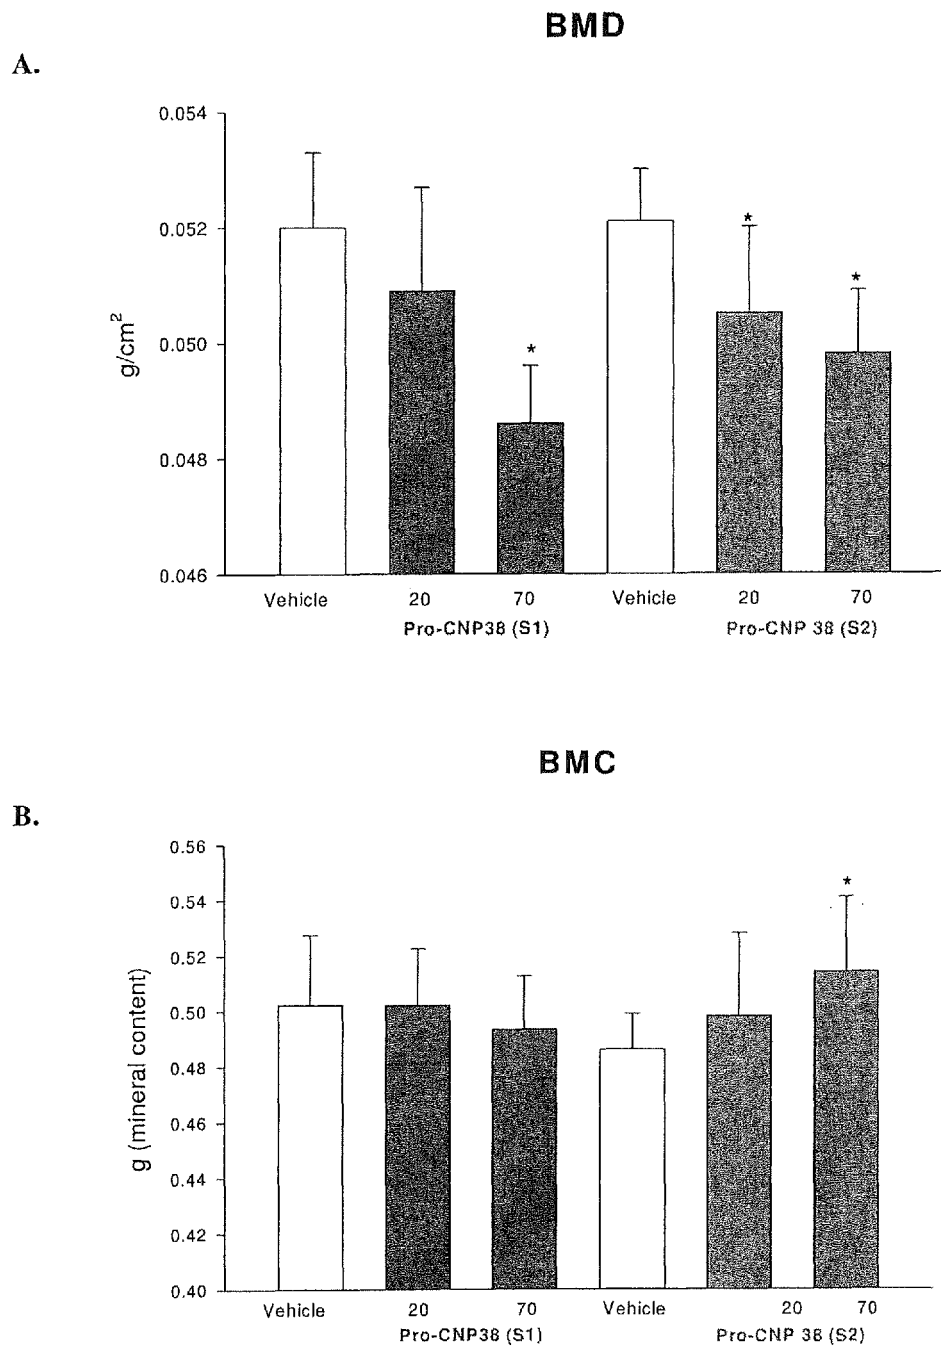 BMD
A.
0.054
0.052
0.050
0.048
0.046
g/cm²
*
*
*
Vehicle 20 70 Vehicle 20 70
Pro-CNP38 (S1) Pro-CNP 38 (S2)
BMC
B.
0.56
0.54
0.52
0.50
0.48
0.46
0.44
0.42
0.40
g (mineral content)
*
Vehicle 20 70 Vehicle 20 70
Pro-CNP38 (S1) Pro-CNP 38 (S2)